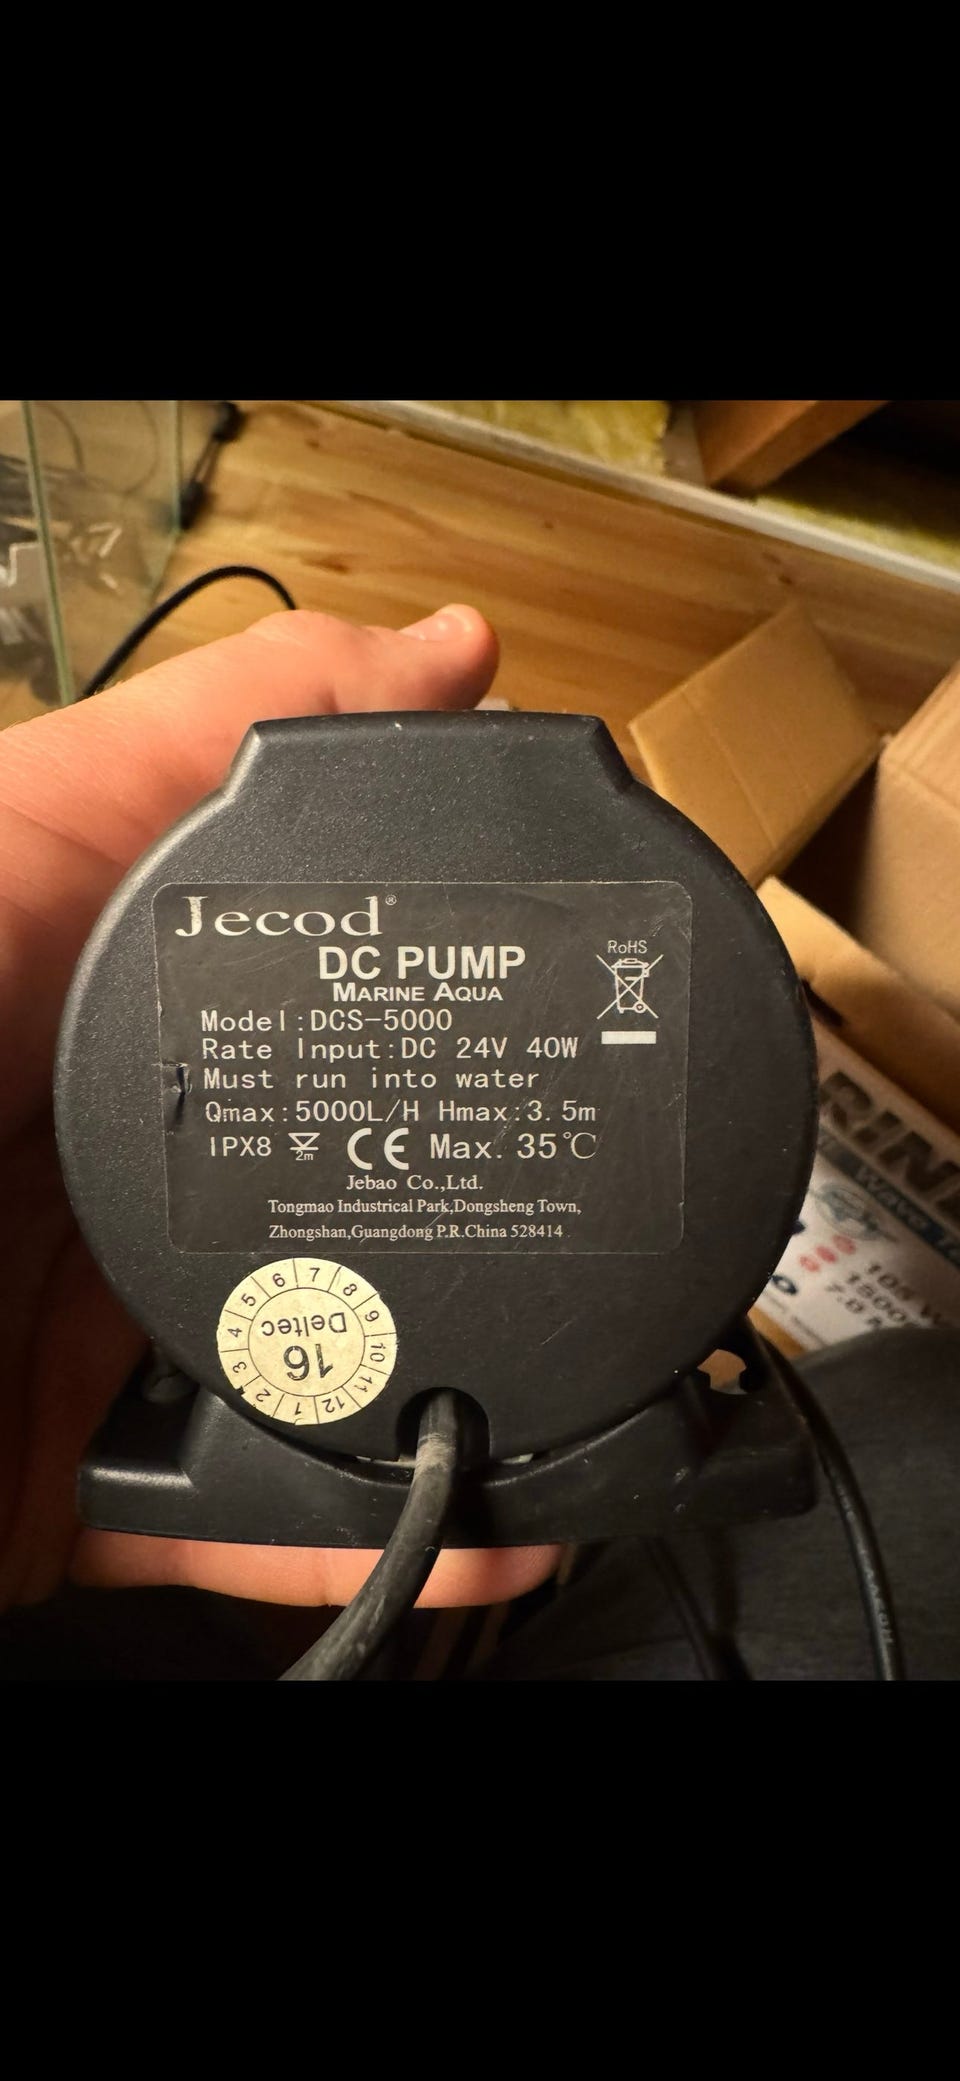 Jecod®
DC PUMP
MARINE AQUA
RoHS
Model:DCS-5000
Rate Input:DC 24V 40W
Must run into water
Qmax:5000L/H Hmax:3.5m
IPX8 2m CE Max. 35℃
Jebao Co.,Ltd.
Tongmao Industrical Park,Dongsheng Town,
Zhongshan,Guangdong P.R.China 528414
1 2 3 4 5 6 7 8 9 10 11 12
Deltec
16
Wave